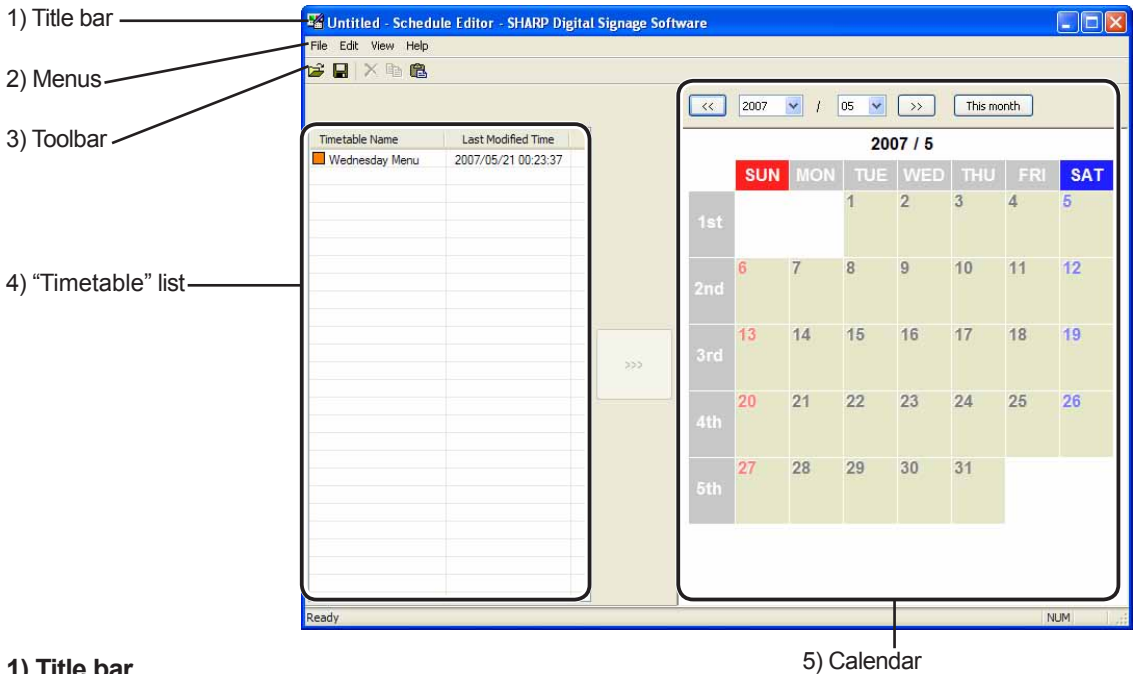 1) Title bar
Untitled - Schedule Editor - SHARP Digital Signage Software
2) Menus
File Edit View Help
3) Toolbar
<< 2007 / 05 >> This month
Timetable Name Last Modified Time
Wednesday Menu 2007/05/21 00:23:37
2007 / 5
SUN MON TUE WED THU FRI SAT
1st 1 2 3 4 5
4) “Timetable” list
2nd 6 7 8 9 10 11 12
3rd 13 14 15 16 17 18 19
>>>
4th 20 21 22 23 24 25 26
5th 27 28 29 30 31
Ready NUM
5) Calendar
1) Title bar